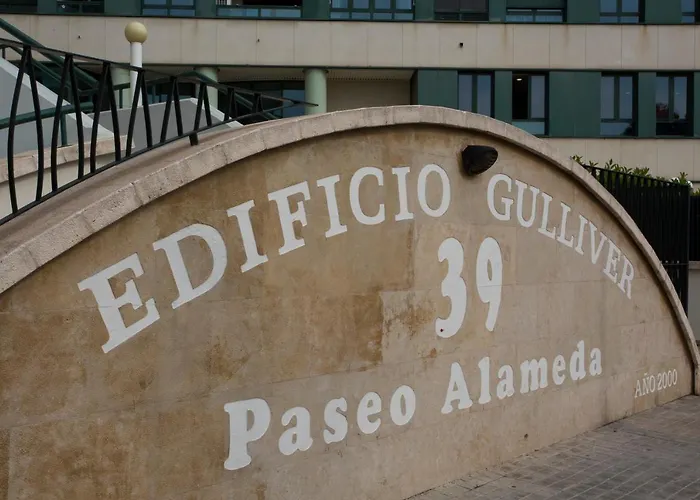 EDIFICIO GULLIVER
39
Paseo Alameda
AÑO 2000